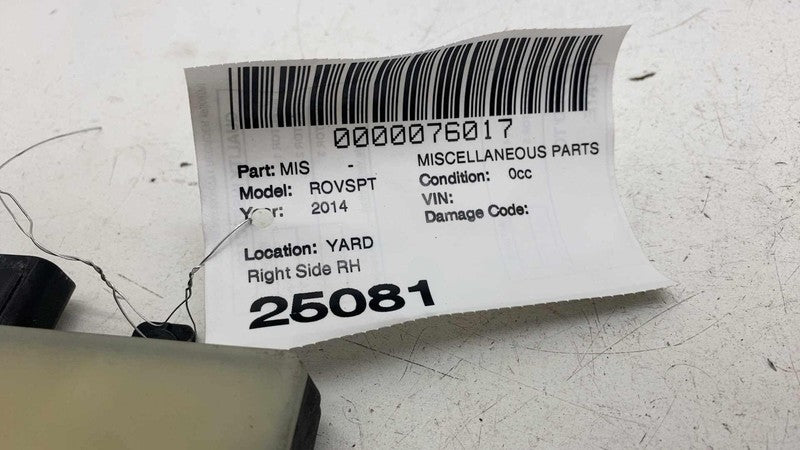 0000076017
Part: MIS - MISCELLANEOUS PARTS
Model: ROVSPT Condition: 0cc
Year: 2014 VIN:
Damage Code:
Location: YARD
Right Side RH
25081